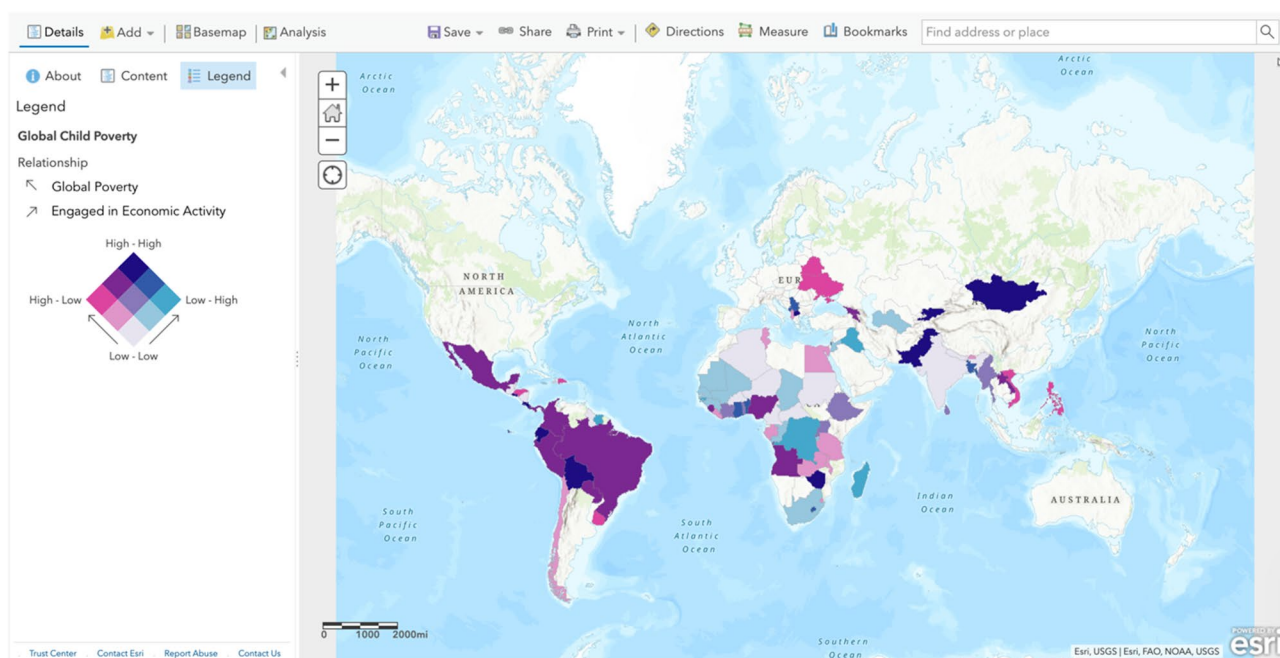 Details Add Basemap Analysis Save Share Print Directions Measure Bookmarks Find address or place
About Content Legend
Legend
Global Child Poverty
Relationship
Global Poverty
Engaged in Economic Activity
High - High
High - Low
Low - High
Low - Low
Trust Center Contact Esri Report Abuse Contact Us
Arctic
Ocean
Arctic
Ocean
NORTH
AMERICA
EUR
North
Pacific
Ocean
North
Atlantic
Ocean
North
Pacific
Ocean
South
Pacific
Ocean
South
Atlantic
Ocean
Indian
Ocean
AUSTRALIA
Southern
Ocean
0 1000 2000mi
Esri, USGS | Esri, FAO, NOAA, USGS
POWERED BY
esri